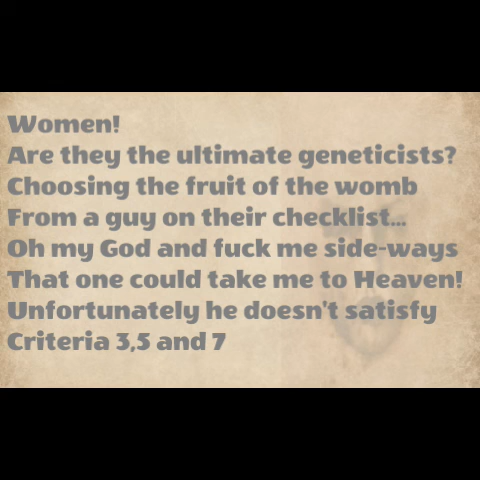 Women!
Are they the ultimate geneticists?
Choosing the fruit of the womb
From a guy on their checklist...
Oh my God and fuck me side-ways
That one could take me to Heaven!
Unfortunately he doesn't satisfy
Criteria 3,5 and 7